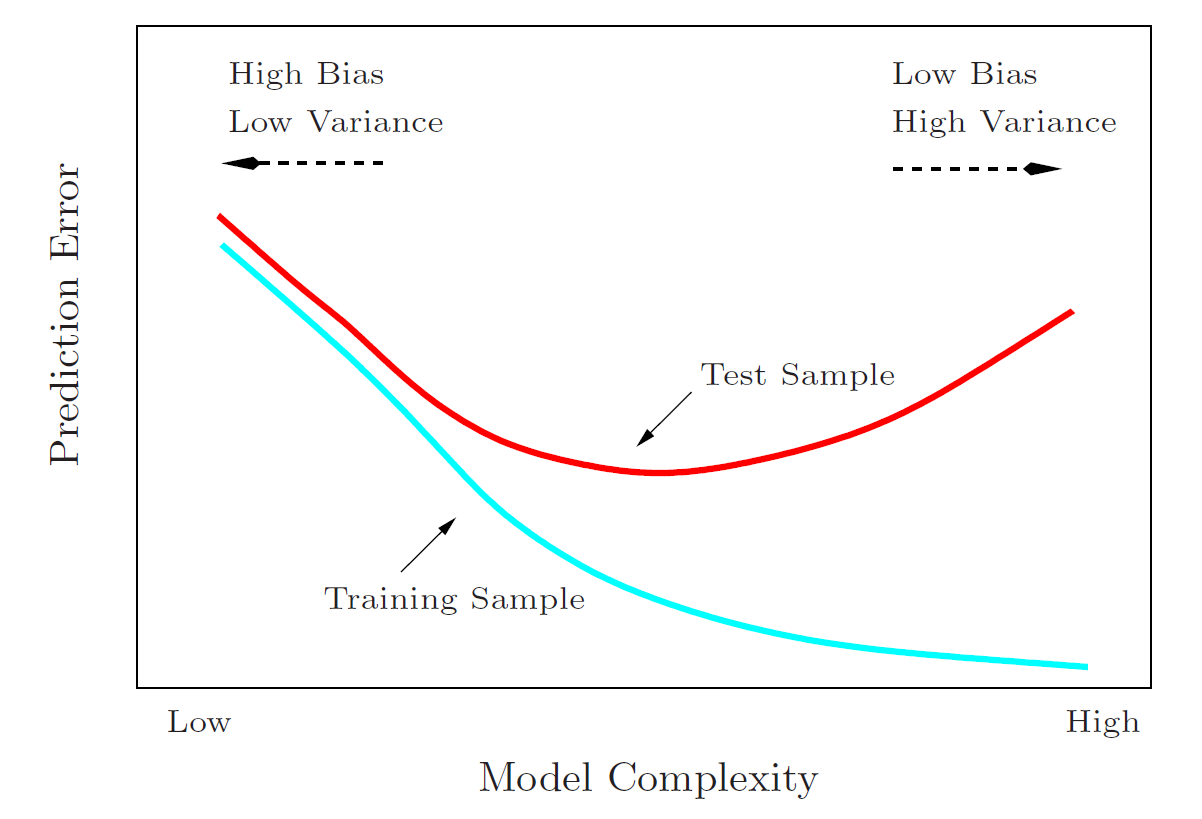 High Bias
Low Variance
Low Bias
High Variance
Prediction Error
Test Sample
Training Sample
Low
High
Model Complexity